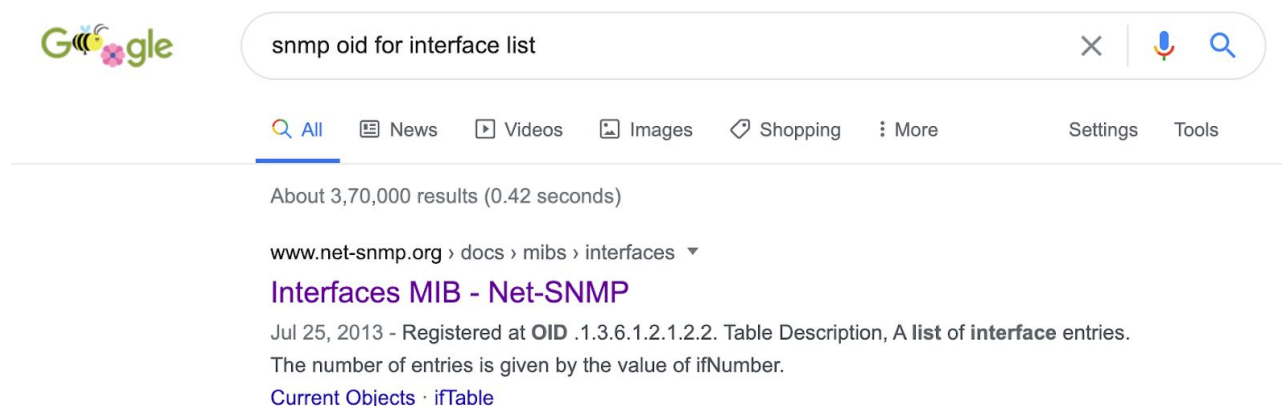 Google
snmp oid for interface list
All News Videos Images Shopping More Settings Tools
About 3,70,000 results (0.42 seconds)
www.net-snmp.org › docs › mibs › interfaces
Interfaces MIB - Net-SNMP
Jul 25, 2013 - Registered at OID .1.3.6.1.2.1.2.2. Table Description, A list of interface entries.
The number of entries is given by the value of ifNumber.
Current Objects · ifTable